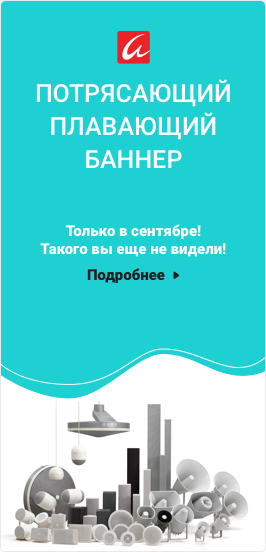 ПОТРЯСАЮЩИЙ
ПЛАВАЮЩИЙ
БАННЕР
Только в сентябре!
Такого вы еще не видели!
Подробнее